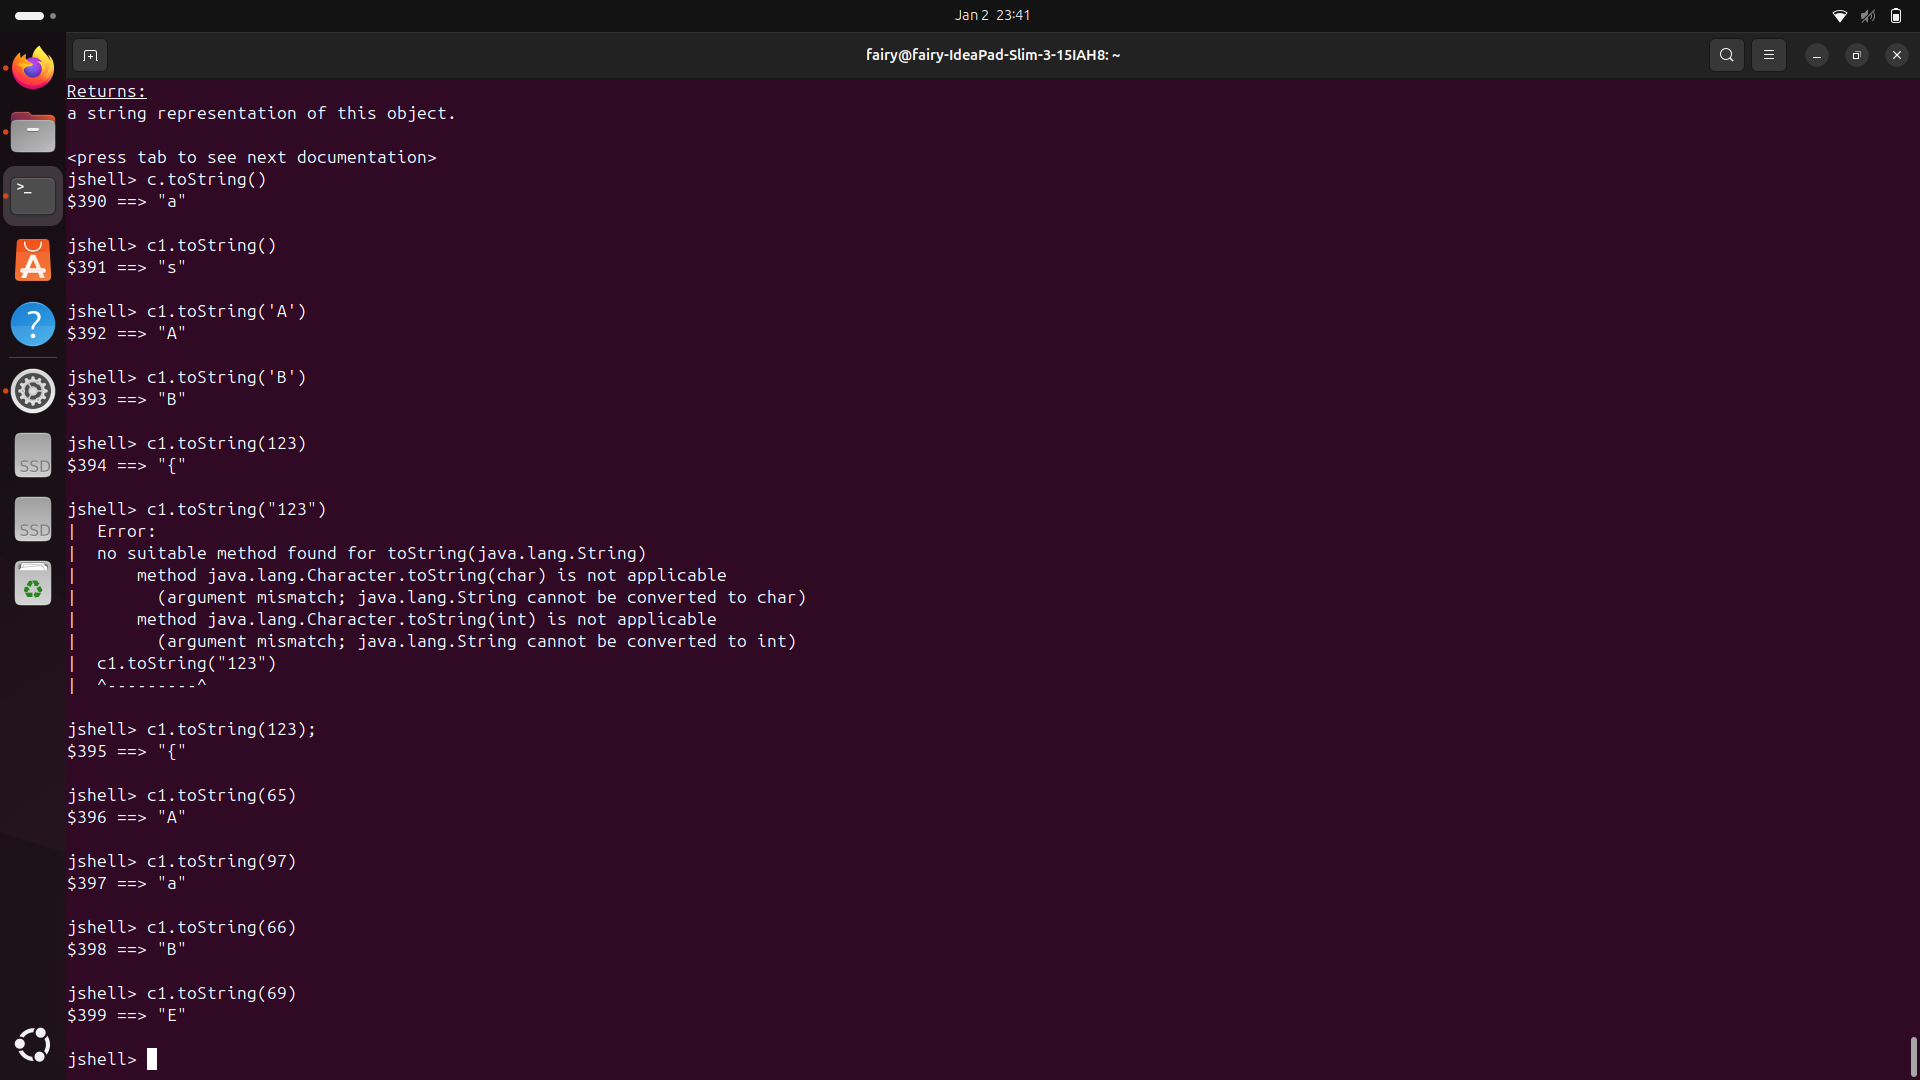 Jan 2 23:41
fairy@fairy-IdeaPad-Slim-3-15IAH8: ~
Returns:
a string representation of this object.
<press tab to see next documentation>
jshell> c.toString()
$390 ==> "a"
jshell> c1.toString()
$391 ==> "s"
jshell> c1.toString('A')
$392 ==> "A"
jshell> c1.toString('B')
$393 ==> "B"
jshell> c1.toString(123)
$394 ==> "{"
jshell> c1.toString("123")
|  Error:
|  no suitable method found for toString(java.lang.String)
|      method java.lang.Character.toString(char) is not applicable
|        (argument mismatch; java.lang.String cannot be converted to char)
|      method java.lang.Character.toString(int) is not applicable
|        (argument mismatch; java.lang.String cannot be converted to int)
|  c1.toString("123")
|  ^---------^
jshell> c1.toString(123);
$395 ==> "{"
jshell> c1.toString(65)
$396 ==> "A"
jshell> c1.toString(97)
$397 ==> "a"
jshell> c1.toString(66)
$398 ==> "B"
jshell> c1.toString(69)
$399 ==> "E"
jshell>
>_
?
SSD
SSD